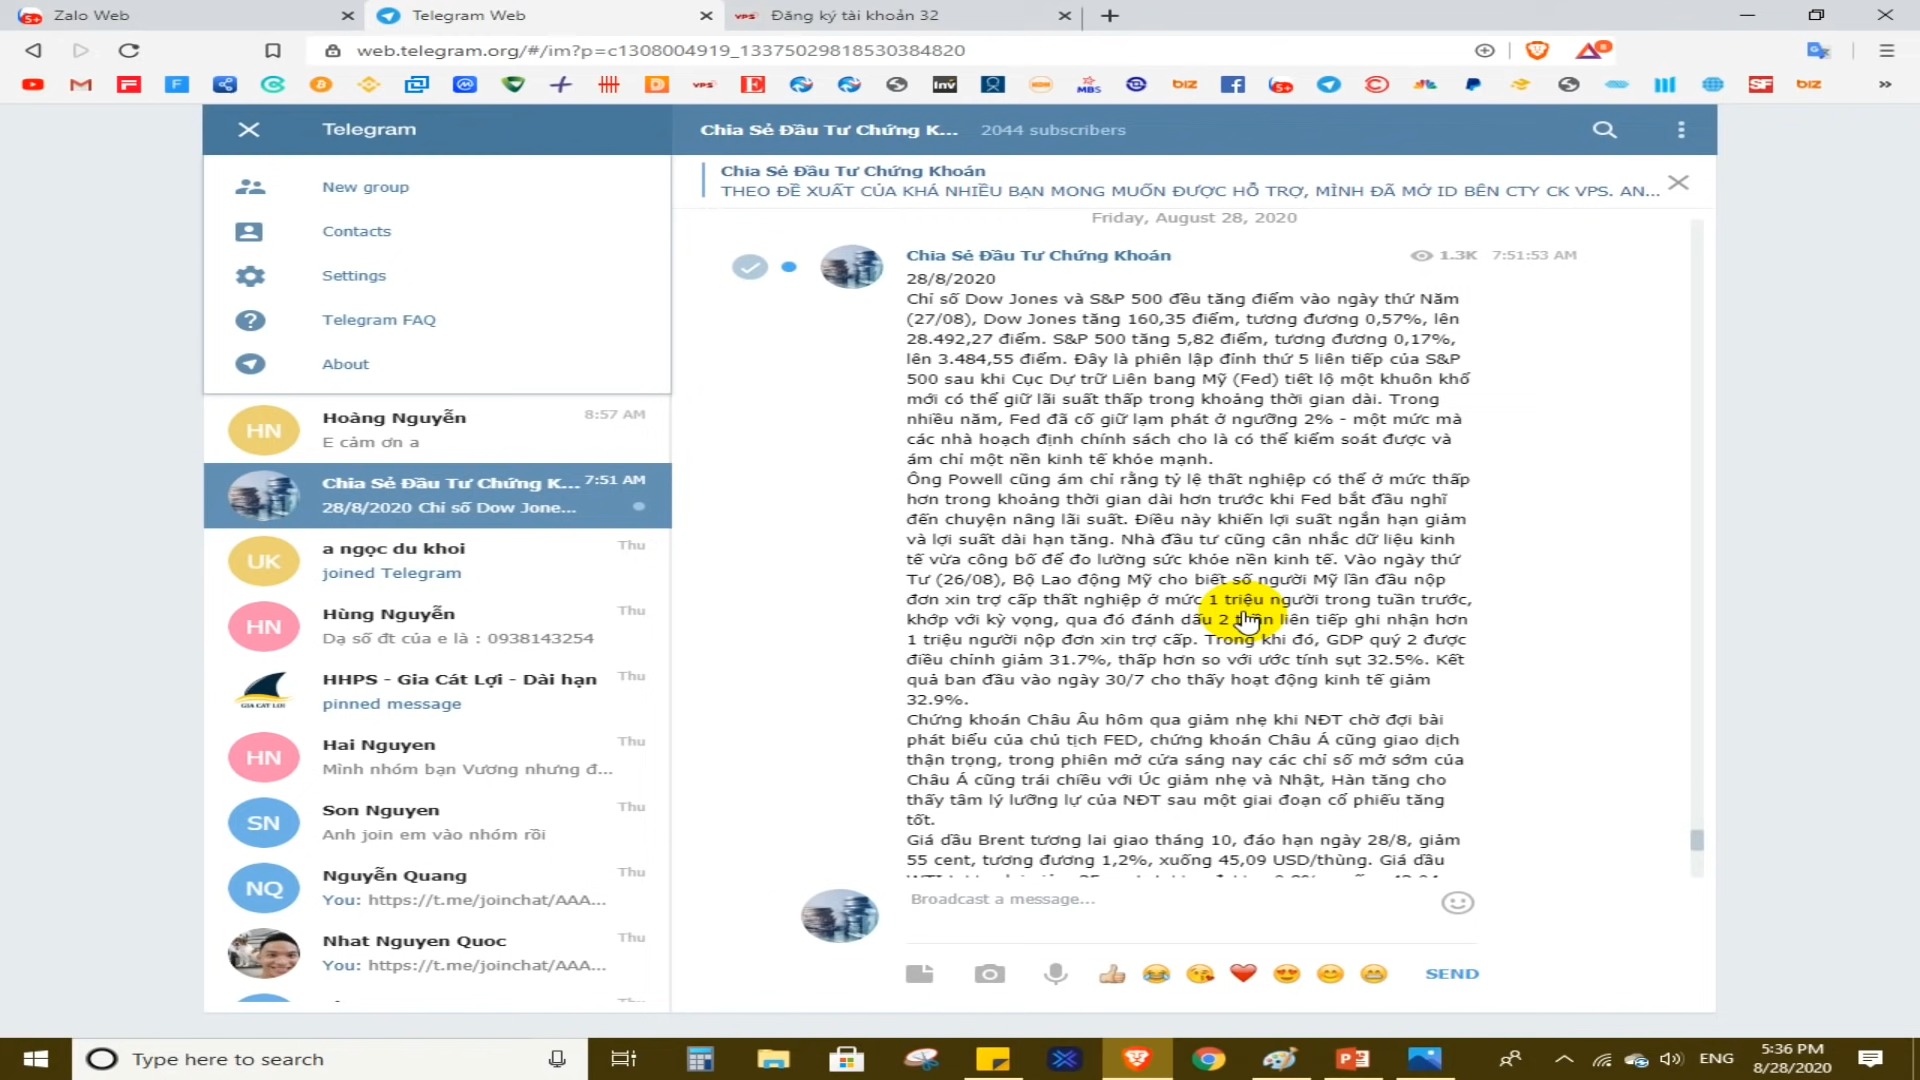 Zalo Web
Telegram Web
VPS Đăng ký tài khoản 32
web.telegram.org/#/im?p=c1308004919_13375029818530384820
Telegram
Chia Sẻ Đầu Tư Chứng K... 2044 subscribers
New group
Contacts
Settings
Telegram FAQ
About
Hoàng Nguyễn 8:57 AM
HN
E cảm ơn a
Chia Sẻ Đầu Tư Chứng K... 7:51 AM
28/8/2020 Chỉ số Dow Jone...
a ngọc du khoi Thu
UK
joined Telegram
Hùng Nguyễn Thu
HN
Dạ số đt của e là : 0938143254
HHPS - Gia Cát Lợi - Dài hạn Thu
GIA CAT LOI
pinned message
Hai Nguyen Thu
HN
Mình nhóm bạn Vương nhưng đ...
Son Nguyen Thu
SN
Anh join em vào nhóm rồi
Nguyễn Quang Thu
NQ
You: https://t.me/joinchat/AAA...
Nhat Nguyen Quoc Thu
You: https://t.me/joinchat/AAA...
Chia Sẻ Đầu Tư Chứng Khoán
THEO ĐỀ XUẤT CỦA KHÁ NHIỀU BẠN MONG MUỐN ĐƯỢC HỖ TRỢ, MÌNH ĐÃ MỞ ID BÊN CTY CK VPS. AN...
Friday, August 28, 2020
Chia Sẻ Đầu Tư Chứng Khoán 1.3K 7:51:53 AM
28/8/2020
Chỉ số Dow Jones và S&P 500 đều tăng điểm vào ngày thứ Năm
(27/08), Dow Jones tăng 160,35 điểm, tương đương 0,57%, lên
28.492,27 điểm. S&P 500 tăng 5,82 điểm, tương đương 0,17%,
lên 3.484,55 điểm. Đây là phiên lập đỉnh thứ 5 liên tiếp của S&P
500 sau khi Cục Dự trữ Liên bang Mỹ (Fed) tiết lộ một khuôn khổ
mới có thể giữ lãi suất thấp trong khoảng thời gian dài. Trong
nhiều năm, Fed đã cố giữ lạm phát ở ngưỡng 2% - một mức mà
các nhà hoạch định chính sách cho là có thể kiểm soát được và
ám chỉ một nền kinh tế khỏe mạnh.
Ông Powell cũng ám chỉ rằng tỷ lệ thất nghiệp có thể ở mức thấp
hơn trong khoảng thời gian dài hơn trước khi Fed bắt đầu nghĩ
đến chuyện nâng lãi suất. Điều này khiến lợi suất ngắn hạn giảm
và lợi suất dài hạn tăng. Nhà đầu tư cũng cân nhắc dữ liệu kinh
tế vừa công bố để đo lường sức khỏe nền kinh tế. Vào ngày thứ
Tư (26/08), Bộ Lao động Mỹ cho biết số người Mỹ lần đầu nộp
đơn xin trợ cấp thất nghiệp ở mức 1 triệu người trong tuần trước,
khớp với kỳ vọng, qua đó đánh dấu 2 tuần liên tiếp ghi nhận hơn
1 triệu người nộp đơn xin trợ cấp. Trong khi đó, GDP quý 2 được
điều chỉnh giảm 31.7%, thấp hơn so với ước tính sụt 32.5%. Kết
quả ban đầu vào ngày 30/7 cho thấy hoạt động kinh tế giảm
32.9%.
Chứng khoán Châu Âu hôm qua giảm nhẹ khi NĐT chờ đợi bài
phát biểu của chủ tịch FED, chứng khoán Châu Á cũng giao dịch
thận trọng, trong phiên mở cửa sáng nay các chỉ số mở sớm của
Châu Á cũng trái chiều với Úc giảm nhẹ và Nhật, Hàn tăng cho
thấy tâm lý lưỡng lự của NĐT sau một giai đoạn cổ phiếu tăng
tốt.
Giá dầu Brent tương lai giao tháng 10, đáo hạn ngày 28/8, giảm
55 cent, tương đương 1,2%, xuống 45,09 USD/thùng. Giá dầu
Broadcast a message...
SEND
Type here to search
ENG
5:36 PM
8/28/2020